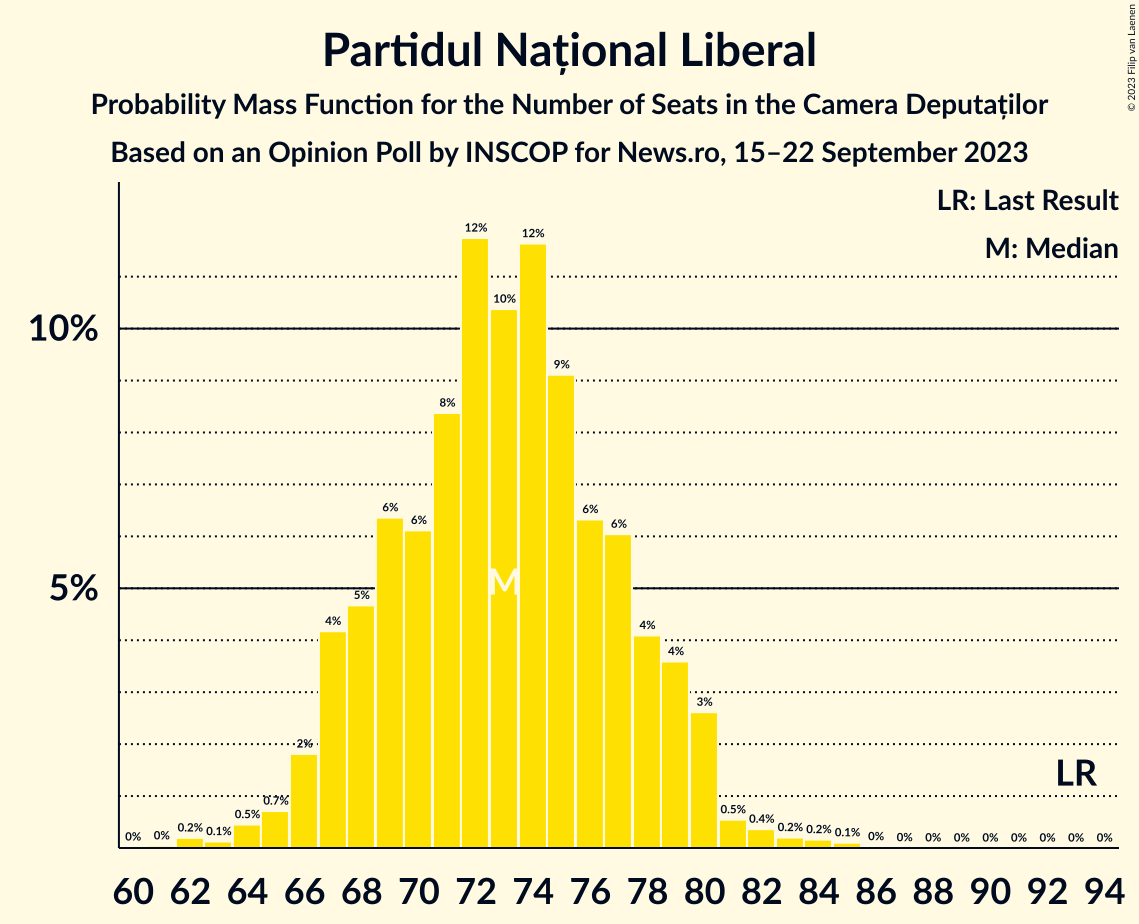 Partidul Național Liberal
Probability Mass Function for the Number of Seats in the Camera Deputaților
Based on an Opinion Poll by INSCOP for News.ro, 15–22 September 2023
© 2023 Filip van Laenen
LR: Last Result
M: Median
10%
5%
0% 0% 0.2% 0.1% 0.5% 0.7% 2% 4% 5% 6% 6% 8% 12% 10% 12% 9% 6% 6% 4% 4% 3% 0.5% 0.4% 0.2% 0.2% 0.1% 0% 0% 0% 0% 0% 0% 0% 0% 0%
M
LR
60 62 64 66 68 70 72 74 76 78 80 82 84 86 88 90 92 94